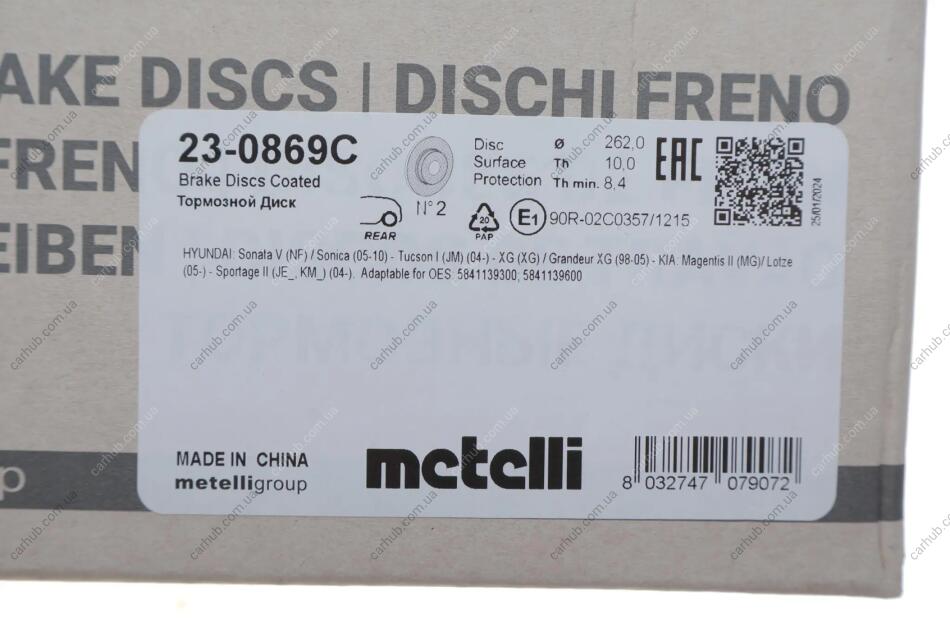 AKE DISCS | DISCHI FRENO
FREN
EIBEN
23-0869C
Brake Discs Coated
Тормозной Диск
REAR
N°2
Disc
Surface
Protection
Ø 262,0
Th 10,0
Th min. 8,4
EAC
25/01/2024
20
PAP
E1 90R-02C0357/1215
HYUNDAI: Sonata V (NF) / Sonica (05-10) - Tucson I (JM) (04-) - XG (XG) / Grandeur XG (98-05) - KIA: Magentis II (MG)/ Lotze
(05-) - Sportage II (JE_, KM_) (04-). Adaptable for OES: 5841139300; 5841139600
MADE IN CHINA
metelligroup
metelli
8 032747 079072
p
carhub.com.ua